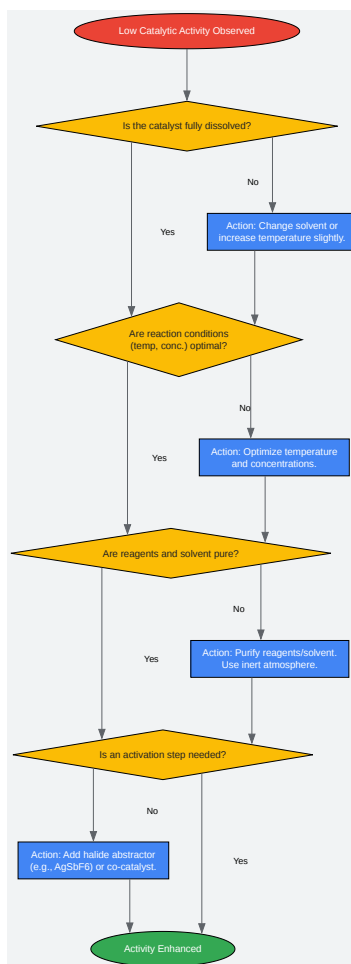 Low Catalytic Activity Observed
Is the catalyst fully dissolved?
No
Yes
Action: Change solvent or
increase temperature slightly.
Are reaction conditions
(temp, conc.) optimal?
No
Yes
Action: Optimize temperature
and concentrations.
Are reagents and solvent pure?
No
Yes
Action: Purify reagents/solvent.
Use inert atmosphere.
Is an activation step needed?
No
Yes
Action: Add halide abstractor
(e.g., AgSbF6) or co-catalyst.
Activity Enhanced